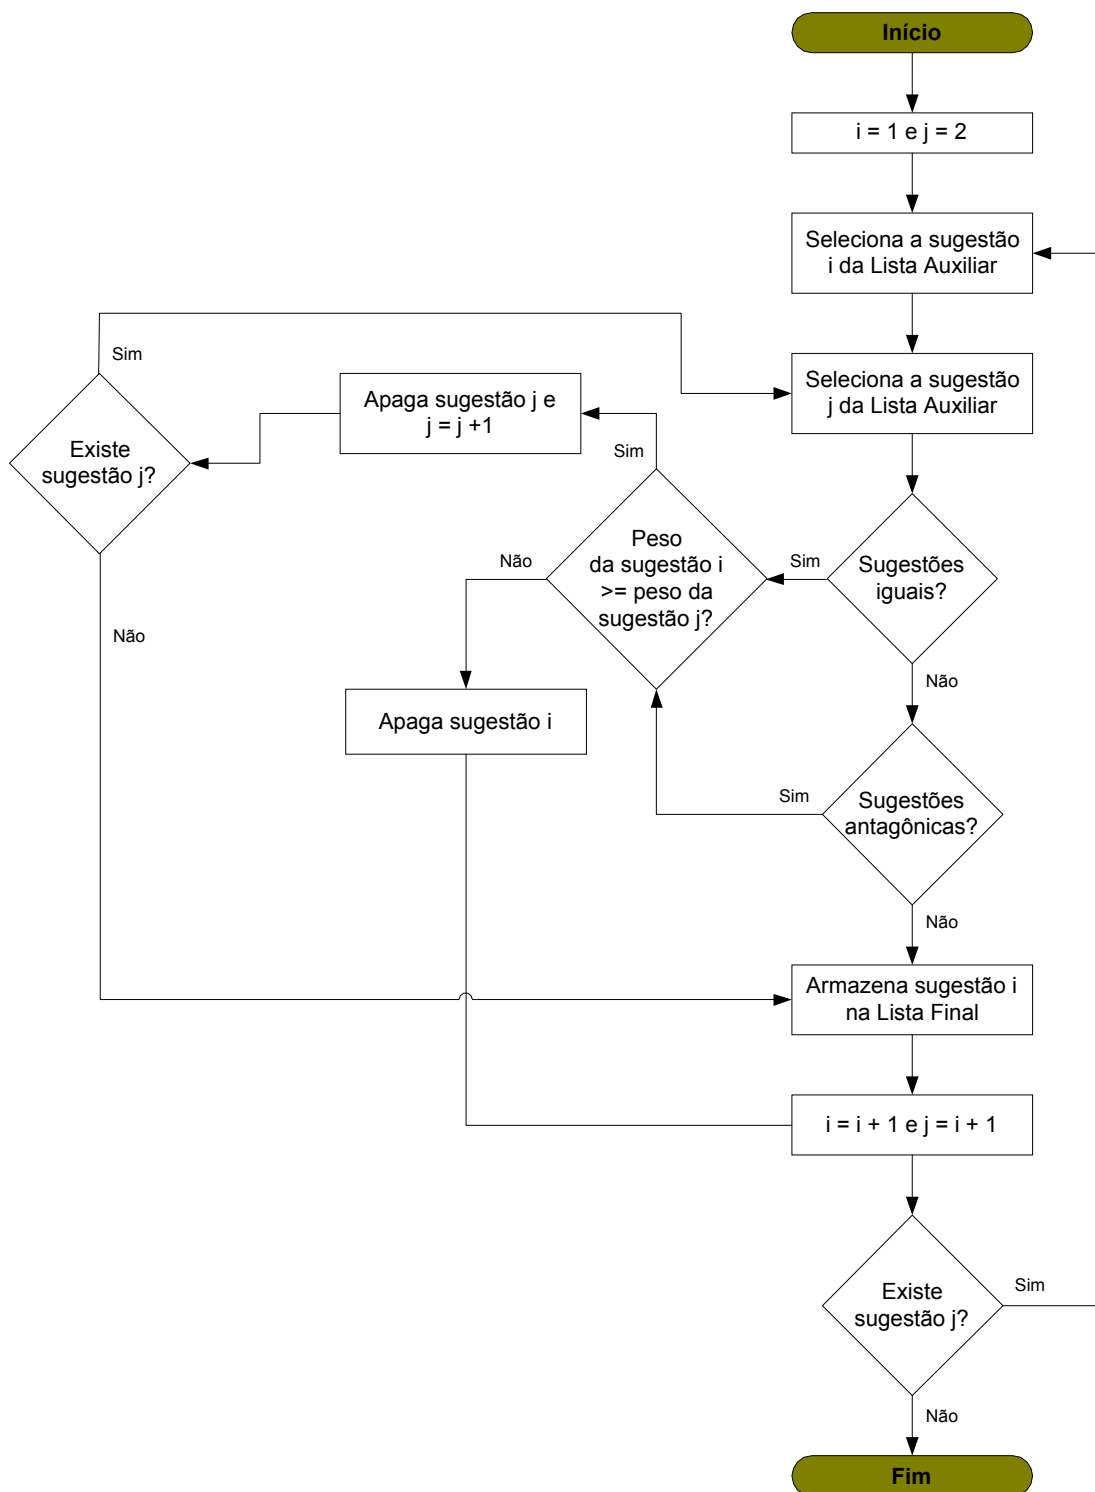 Início
i = 1 e j = 2
Seleciona a sugestão
i da Lista Auxiliar
Sim
Seleciona a sugestão
j da Lista Auxiliar
Apaga sugestão j e
j = j +1
Existe
sugestão j?
Sim
Peso
da sugestão i
>= peso da
sugestão j?
Não
Sim
Sugestões
iguais?
Não
Não
Apaga sugestão i
Sim
Sugestões
antagônicas?
Não
Armazena sugestão i
na Lista Final
i = i + 1 e j = i + 1
Existe
sugestão j?
Sim
Não
Fim